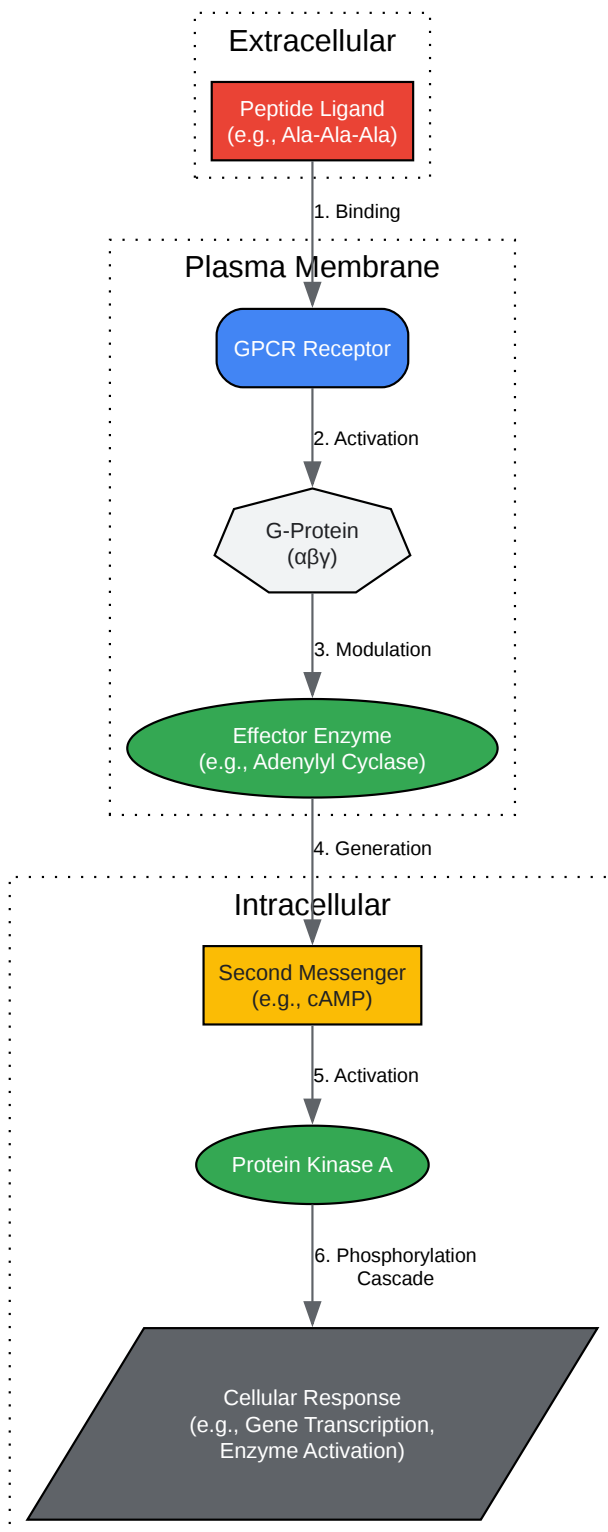 Extracellular
Peptide Ligand
(e.g., Ala-Ala-Ala)
1. Binding
Plasma Membrane
GPCR Receptor
2. Activation
G-Protein
(αβγ)
3. Modulation
Effector Enzyme
(e.g., Adenylyl Cyclase)
4. Generation
Intracellular
Second Messenger
(e.g., cAMP)
5. Activation
Protein Kinase A
6. Phosphorylation
Cascade
Cellular Response
(e.g., Gene Transcription,
Enzyme Activation)